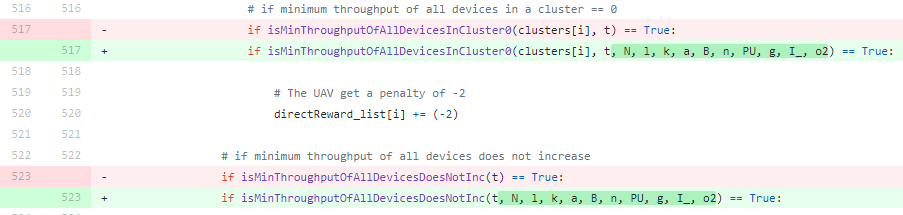 516 516 # if minimum throughput of all devices in a cluster == 0
517 - if isMinThroughputOfAllDevicesInCluster0(clusters[i], t) == True:
517 + if isMinThroughputOfAllDevicesInCluster0(clusters[i], t, N, l, k, a, B, n, PU, g, I_, o2) == True:
518 518
519 519 # The UAV get a penalty of -2
520 520 directReward_list[i] += (-2)
521 521
522 522 # if minimum throughput of all devices does not increase
523 - if isMinThroughputOfAllDevicesDoesNotInc(t) == True:
523 + if isMinThroughputOfAllDevicesDoesNotInc(t, N, l, k, a, B, n, PU, g, I_, o2) == True: